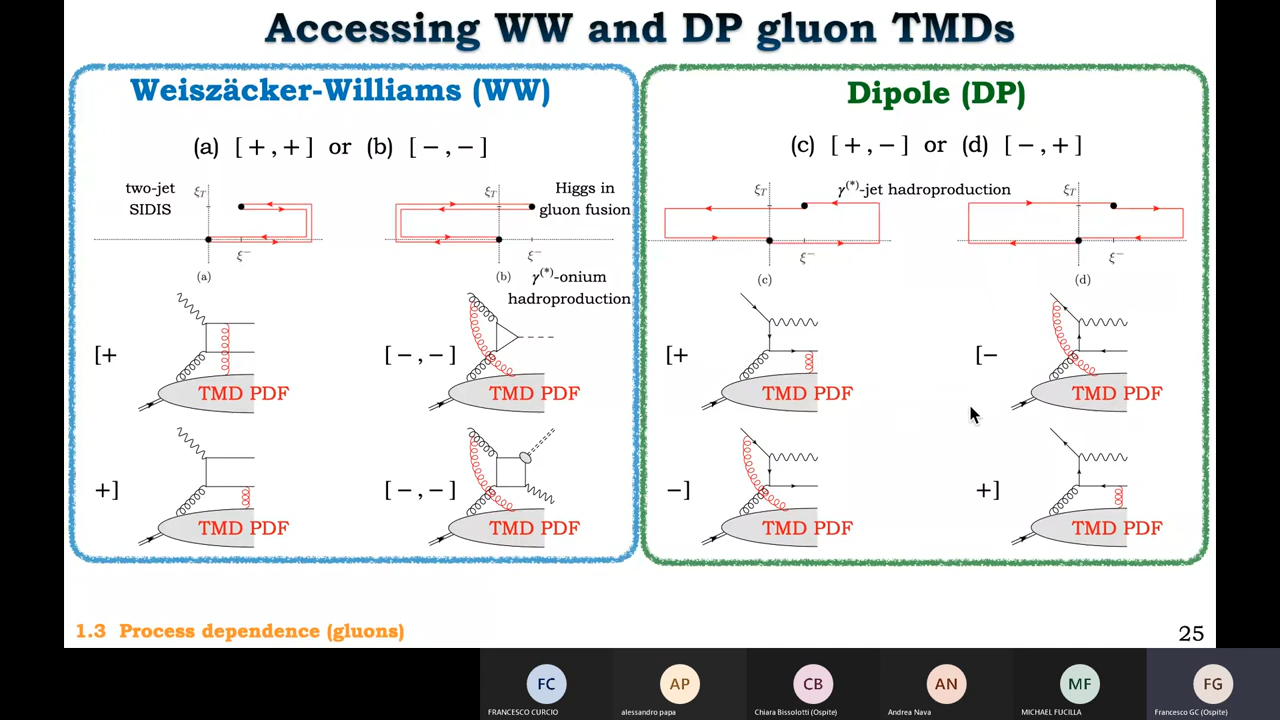 Accessing WW and DP gluon TMDs
Weiszäcker-Williams (WW)
(a) [ + , + ] or (b) [ − , − ]
two-jet
SIDIS
ξT
ξ−
(a)
ξT
ξ−
(b)
Higgs in
gluon fusion
γ(*)-onium
hadroproduction
[+
TMD PDF
[ − , − ]
TMD PDF
+]
TMD PDF
[ − , − ]
TMD PDF
Dipole (DP)
(c) [ + , − ] or (d) [ − , + ]
γ(*)-jet hadroproduction
ξT
ξ−
(c)
ξT
ξ−
(d)
[+
TMD PDF
[−
TMD PDF
−]
TMD PDF
+]
TMD PDF
1.3 Process dependence (gluons)
25
FC
FRANCESCO CURCIO
AP
alessandro papa
CB
Chiara Bissolotti (Ospite)
AN
Andrea Nava
MF
MICHAEL FUCILLA
FG
Francesco GC (Ospite)